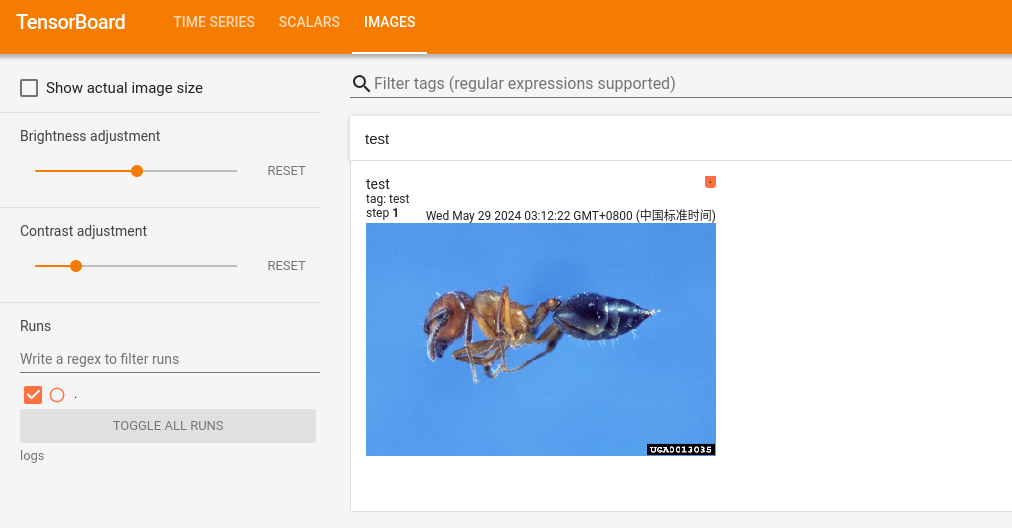 TensorBoard TIME SERIES SCALARS IMAGES
Show actual image size
Filter tags (regular expressions supported)
Brightness adjustment
RESET
Contrast adjustment
RESET
Runs
Write a regex to filter runs
.
TOGGLE ALL RUNS
logs
test
test
.
tag: test
step 1
Wed May 29 2024 03:12:22 GMT+0800 (中国标准时间)
UGA0013035